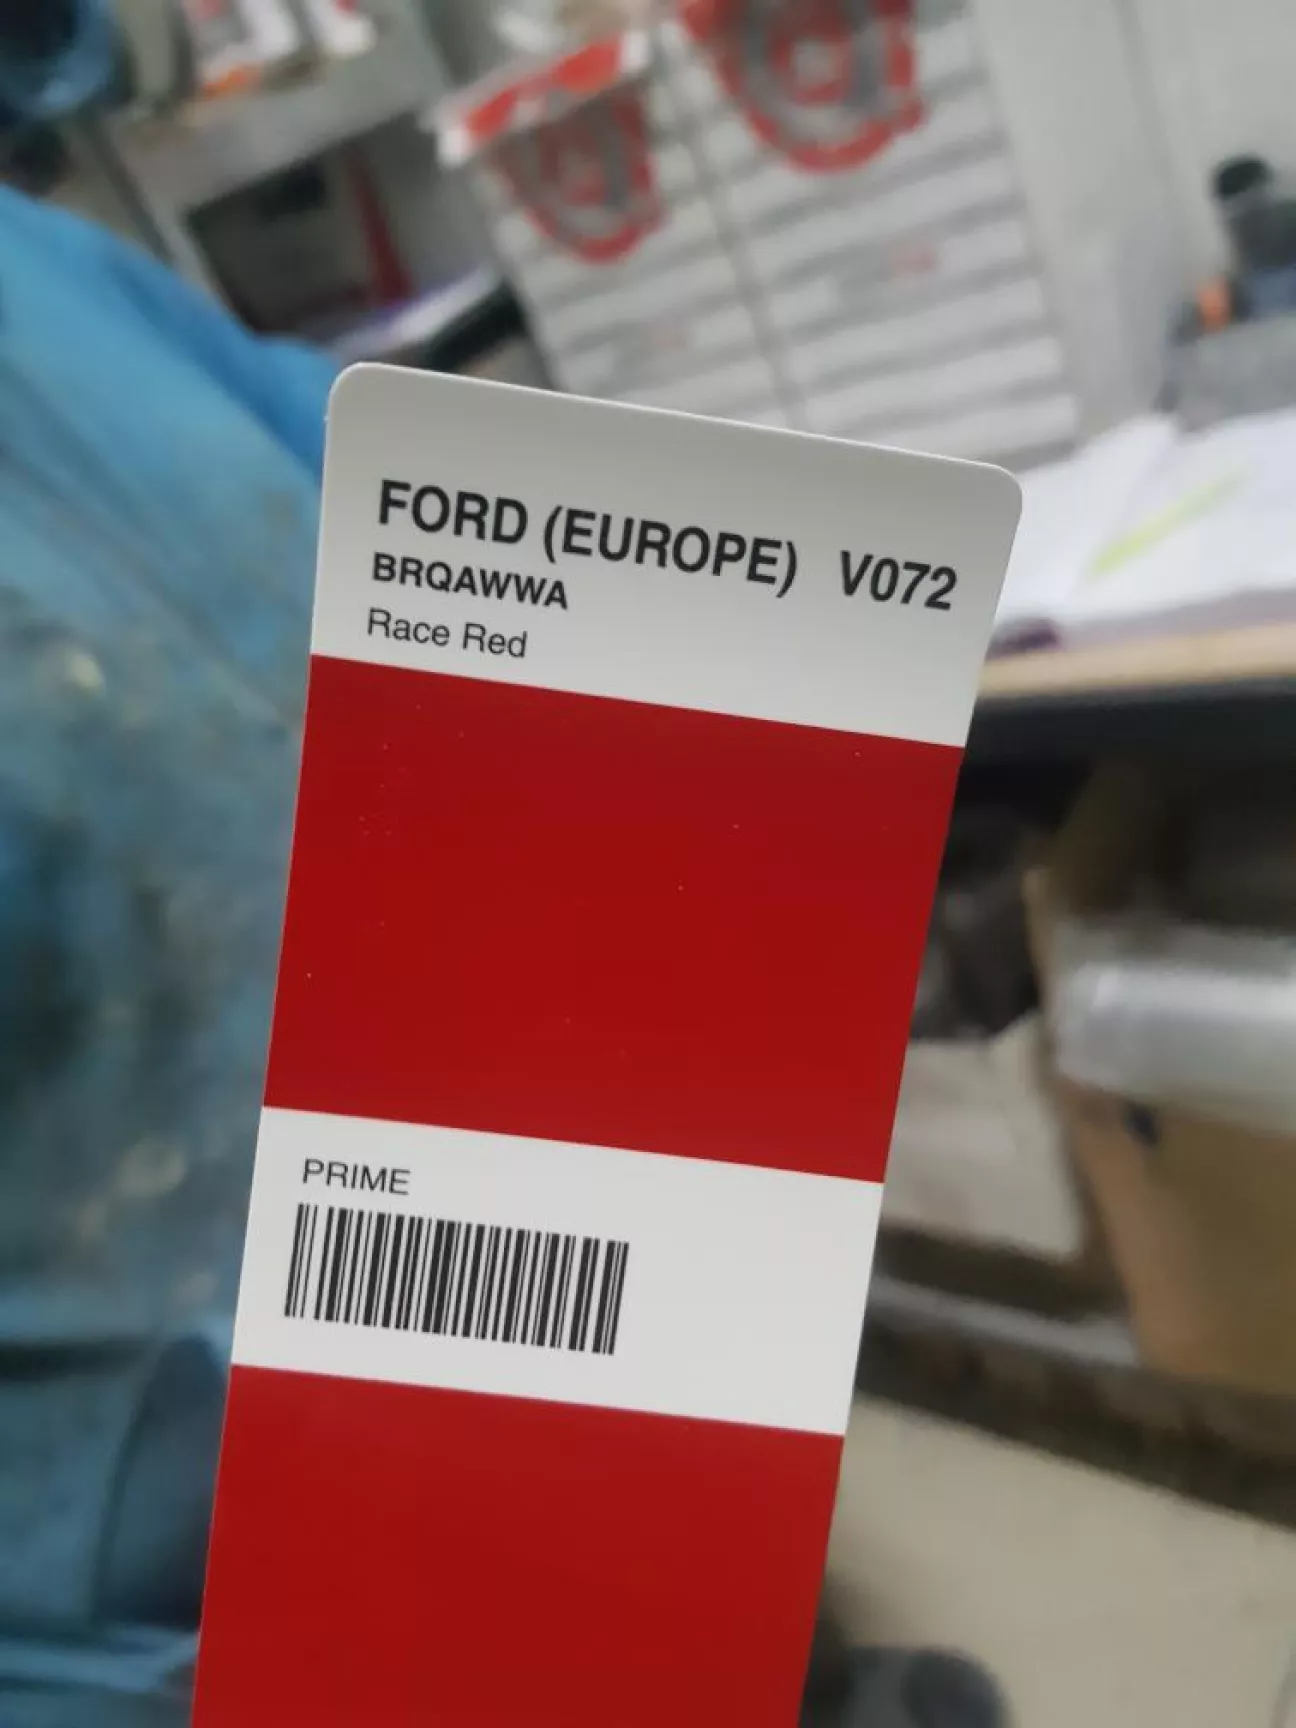 FORD (EUROPE) V072
BRQAWWA
Race Red
PRIME